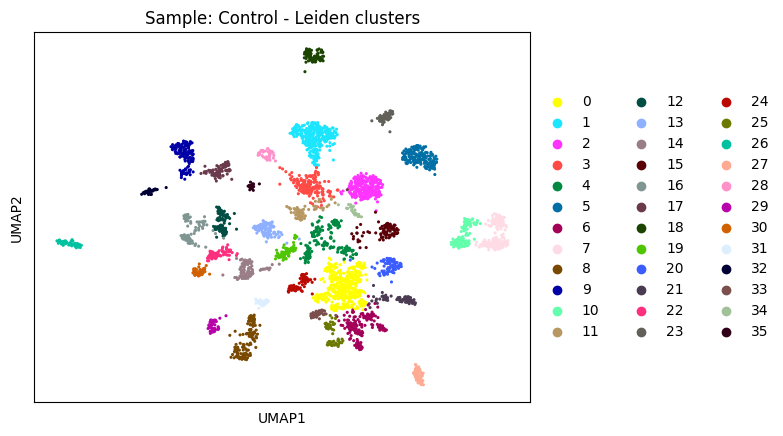 Sample: Control - Leiden clusters
UMAP2
UMAP1
0 12 24
1 13 25
2 14 26
3 15 27
4 16 28
5 17 29
6 18 30
7 19 31
8 20 32
9 21 33
10 22 34
11 23 35